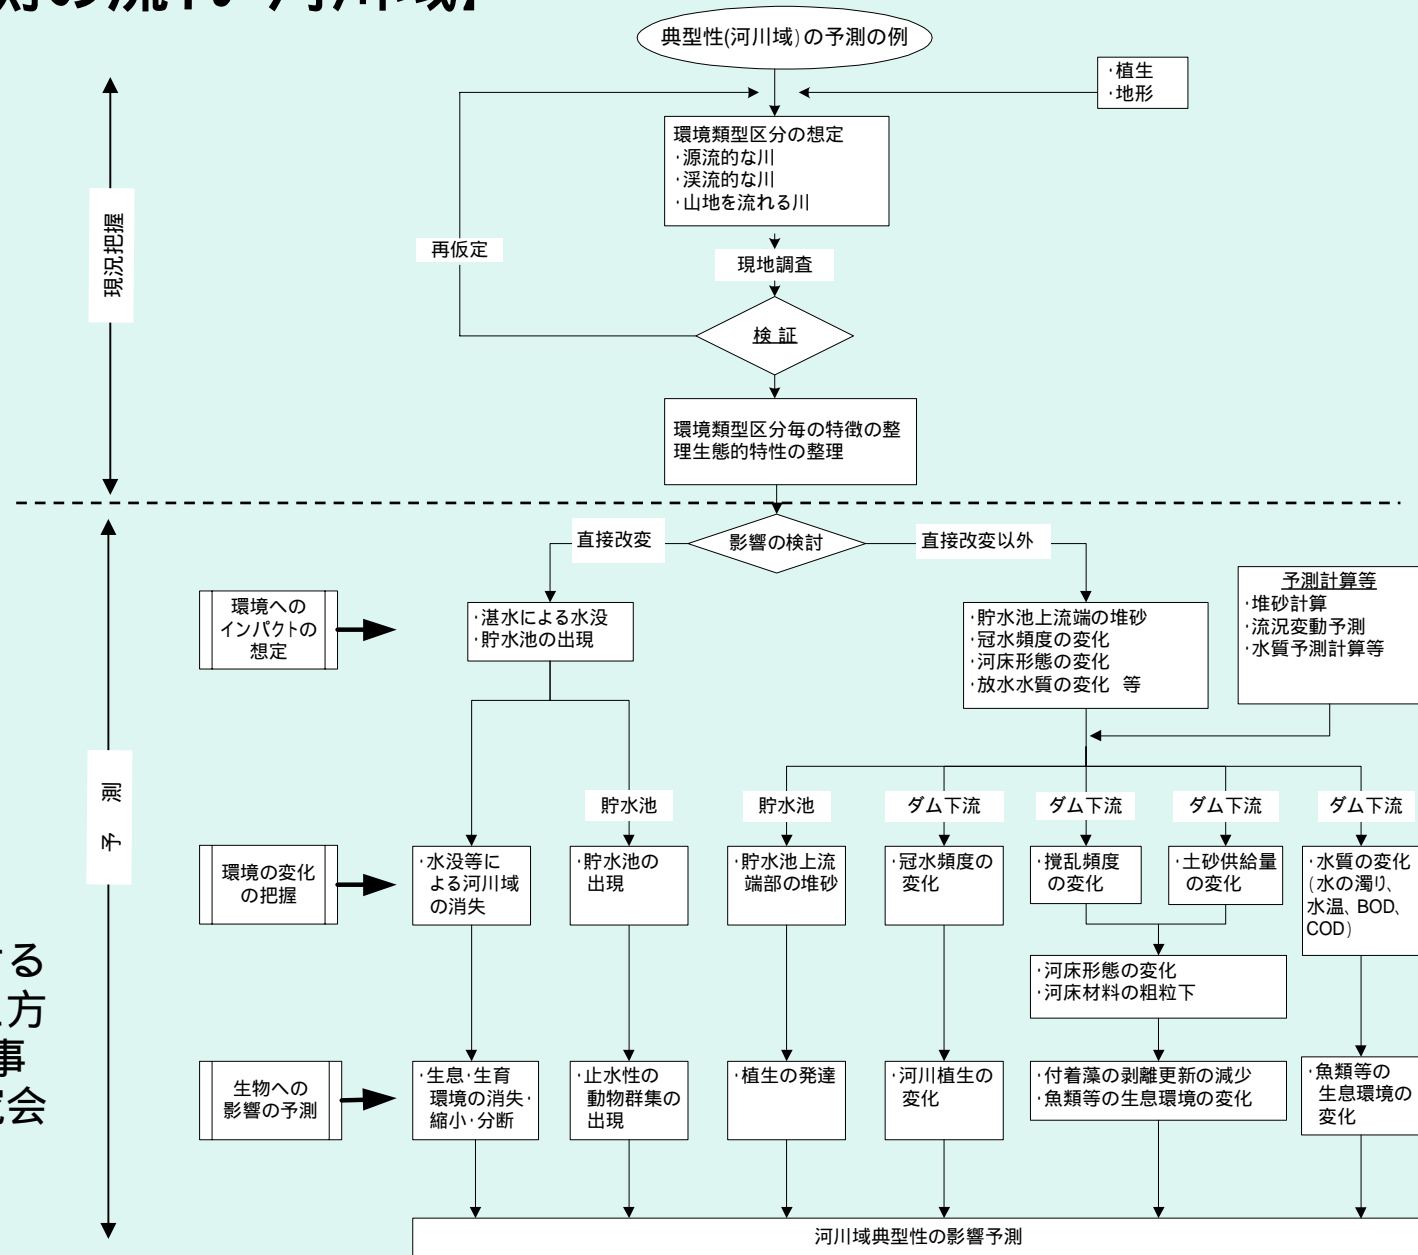 の流れ 河川域】
典型性(河川域)の予測の例
・植生
・地形
環境類型区分の想定
・源流的な川
・渓流的な川
・山地を流れる川
再仮定
現地調査
現況把握
検 証
環境類型区分毎の特徴の整
理生態的特性の整理
直接改変
影響の検討
直接改変以外
環境への
インパクトの
想定
・湛水による水没
・貯水池の出現
・貯水池上流端の堆砂
・冠水頻度の変化
・河床形態の変化
・放水水質の変化 等
予測計算等
・堆砂計算
・流況変動予測
・水質予測計算等
予 測
貯水池
貯水池
ダム下流
ダム下流
ダム下流
ダム下流
環境の変化
の把握
・水没等に
よる河川域
の消失
・貯水池の
出現
・貯水池上流
端部の堆砂
・冠水頻度の
変化
・撹乱頻度
の変化
・土砂供給量
の変化
・水質の変化
(水の濁り、
水温、BOD、
COD)
・河床形態の変化
・河床材料の粗粒下
する
方
事
会
生物への
影響の予測
・生息・生育
環境の消失・
縮小・分断
・止水性の
動物群集の
出現
・植生の発達
・河川植生の
変化
・付着藻の剥離更新の減少
・魚類等の生息環境の変化
・魚類等の
生息環境の
変化
河川域典型性の影響予測